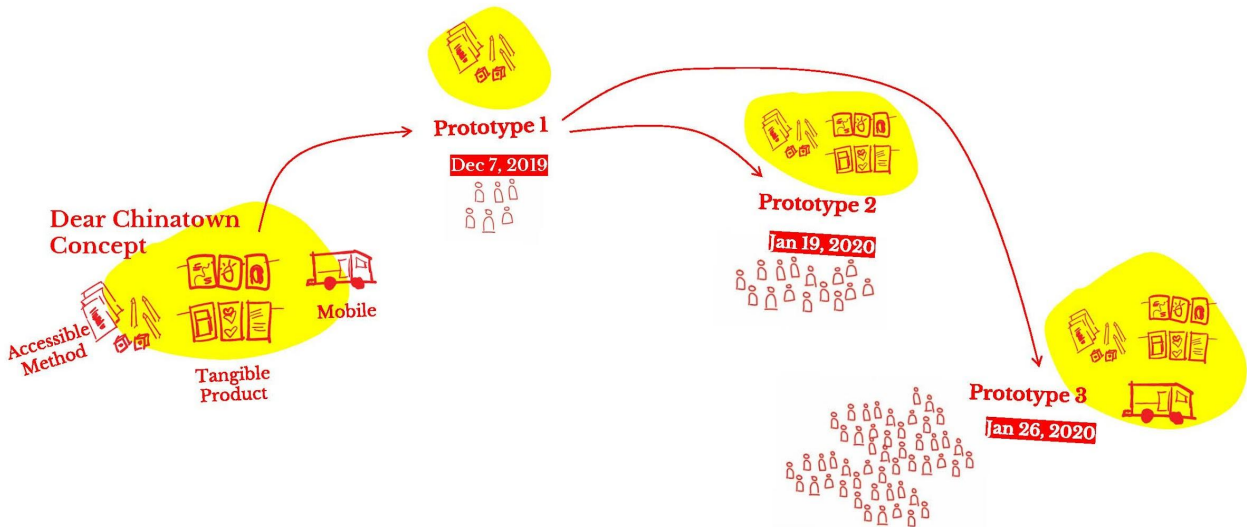 Dear Chinatown
Concept
Accessible
Method
Tangible
Product
Mobile
Prototype 1
Dec 7, 2019
Prototype 2
Jan 19, 2020
Prototype 3
Jan 26, 2020